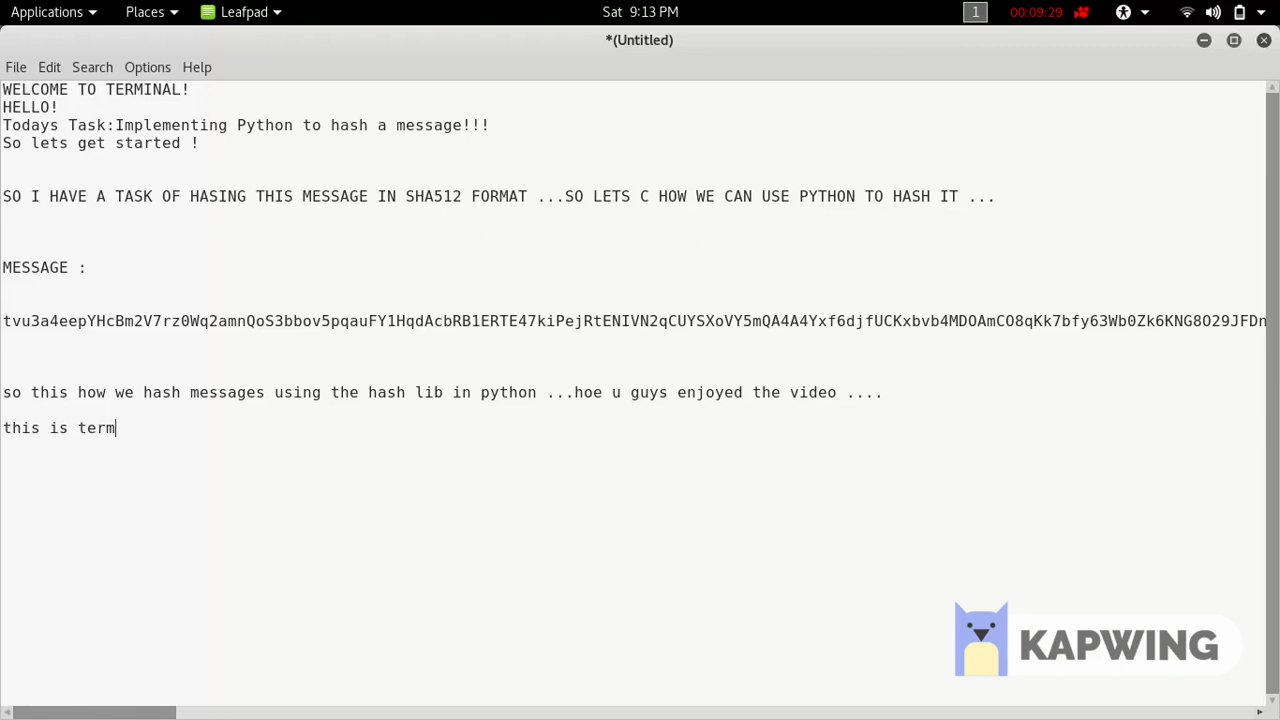 Applications Places Leafpad Sat 9:13 PM 1 00:09:29
*(Untitled)
File Edit Search Options Help
WELCOME TO TERMINAL!
HELLO!
Todays Task:Implementing Python to hash a message!!!
So lets get started !
SO I HAVE A TASK OF HASING THIS MESSAGE IN SHA512 FORMAT ...SO LETS C HOW WE CAN USE PYTHON TO HASH IT ...
MESSAGE :
tvu3a4eepYHcBm2V7rz0Wq2amnQoS3bbov5pqauFY1HqdAcbRB1ERTE47kiPejRtENIVN2qCUYSXoVY5mQA4A4Yxf6djfUCKxbvb4MDOAmCO8qKk7bfy63Wb0Zk6KNG8O29JFDn
so this how we hash messages using the hash lib in python ...hoe u guys enjoyed the video ....
this is term
KAPWING